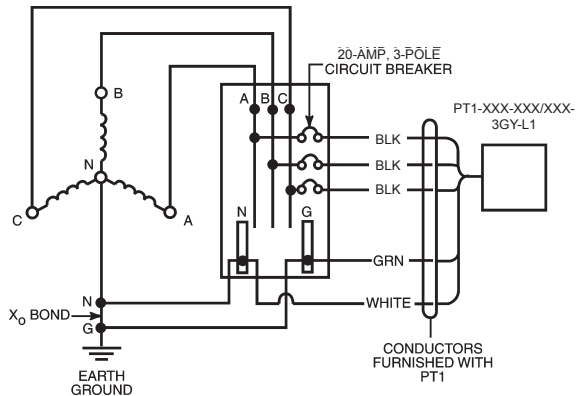 20-AMP, 3-POLE
CIRCUIT BREAKER
A B C
B
PT1-XXX-XXX/XXX-
3GY-L1
BLK
BLK
BLK
N
C
A
N
G
GRN
N
WHITE
X₀ BOND
G
CONDUCTORS
FURNISHED WITH
PT1
EARTH
GROUND